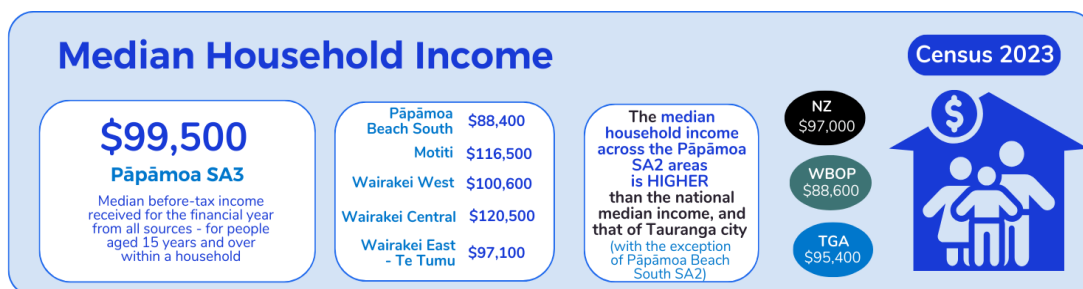 Median Household Income
Census 2023
$99,500
Pāpāmoa SA3
Median before-tax income
received for the financial year
from all sources - for people
aged 15 years and over
within a household
Pāpāmoa
Beach South $88,400
Motiti $116,500
Wairakei West $100,600
Wairakei Central $120,500
Wairakei East
- Te Tumu $97,100
The median
household income
across the Pāpāmoa
SA2 areas
is HIGHER
than the national
median income, and
that of Tauranga city
(with the exception
of Pāpāmoa Beach
South SA2)
NZ
$97,000
WBOP
$88,600
TGA
$95,400
$